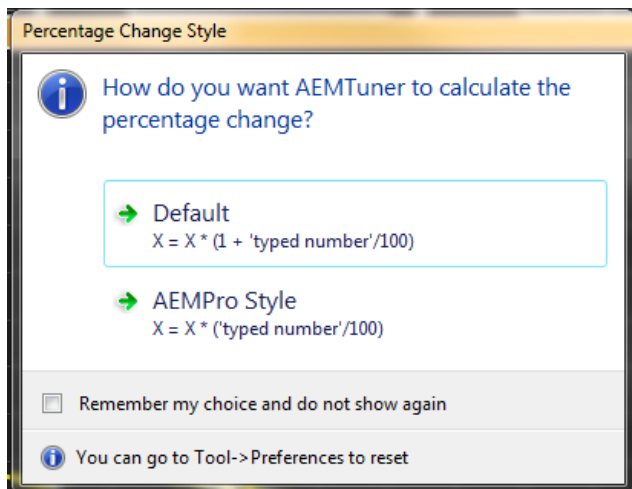 Percentage Change Style
How do you want AEMTuner to calculate the
percentage change?
Default
X = X * (1 + 'typed number'/100)
AEMPro Style
X = X * ('typed number'/100)
Remember my choice and do not show again
You can go to Tool->Preferences to reset